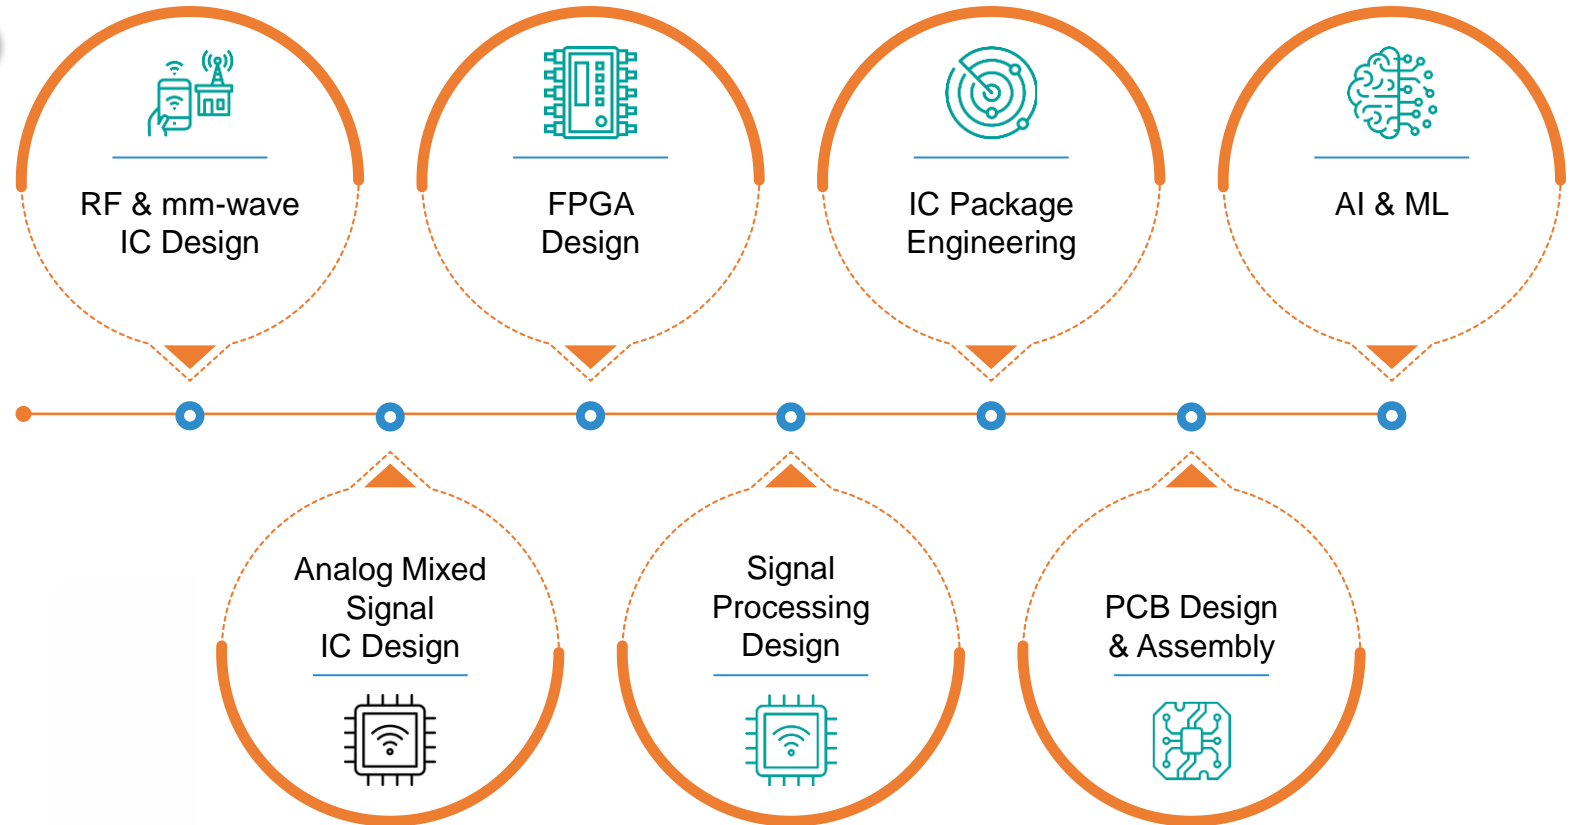 RF & mm-wave
IC Design
FPGA
Design
IC Package
Engineering
AI & ML
Analog Mixed
Signal
IC Design
Signal
Processing
Design
PCB Design
& Assembly